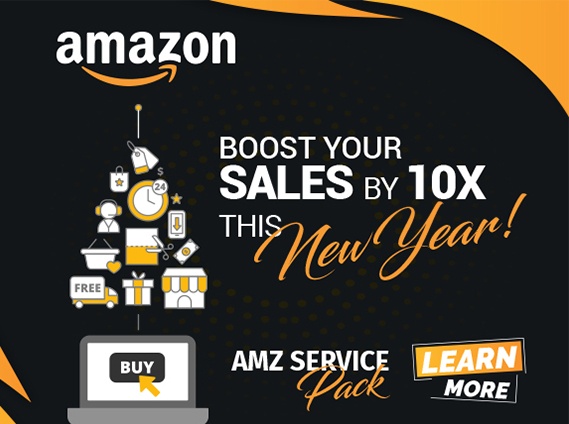 amazon
BOOST YOUR
SALES BY 10X
THIS
New Year!
$
24
FREE
BUY
AMZ SERVICE
Pack
LEARN
MORE